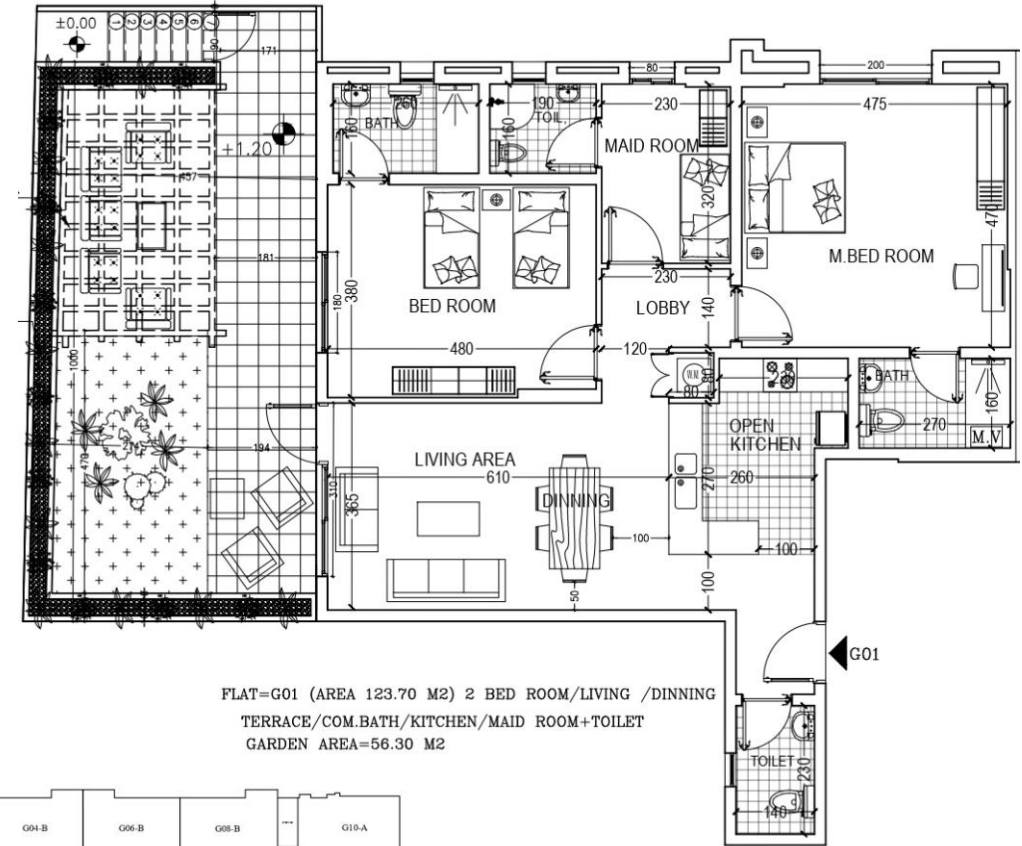 ±0.00
1 2 3 4 5 6 7
90
171
+1.20
437
181
180
1000
470
194
310
BATH
260
160
190
TOIL.
160
80
230
MAID ROOM
320
200
475
M.BED ROOM
470
BED ROOM
380
480
230
LOBBY
140
120
W.M
80
80
OPEN
KITCHEN
260
270
100
BATH
270
160
M.V
LIVING AREA
610
365
DINNING
100
50
100
G01
TOILET
230
140
FLAT=G01 (AREA 123.70 M2) 2 BED ROOM/LIVING /DINNING
TERRACE/COM.BATH/KITCHEN/MAID ROOM+TOILET
GARDEN AREA=56.30 M2
G04-B
G06-B
G08-B
G10-A